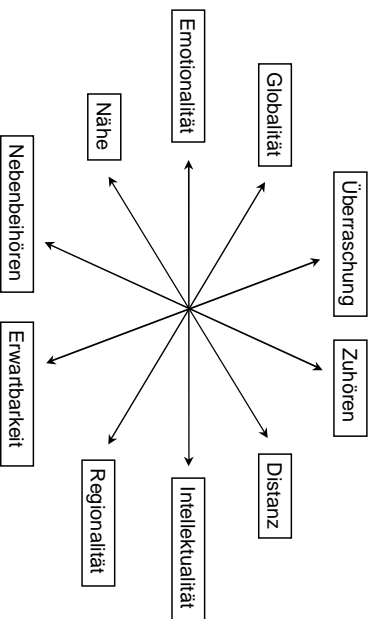 Überraschung
Zuhören
Globalität
Distanz
Emotionalität
Intellektualität
Nähe
Regionalität
Nebenbeihören
Erwartbarkeit